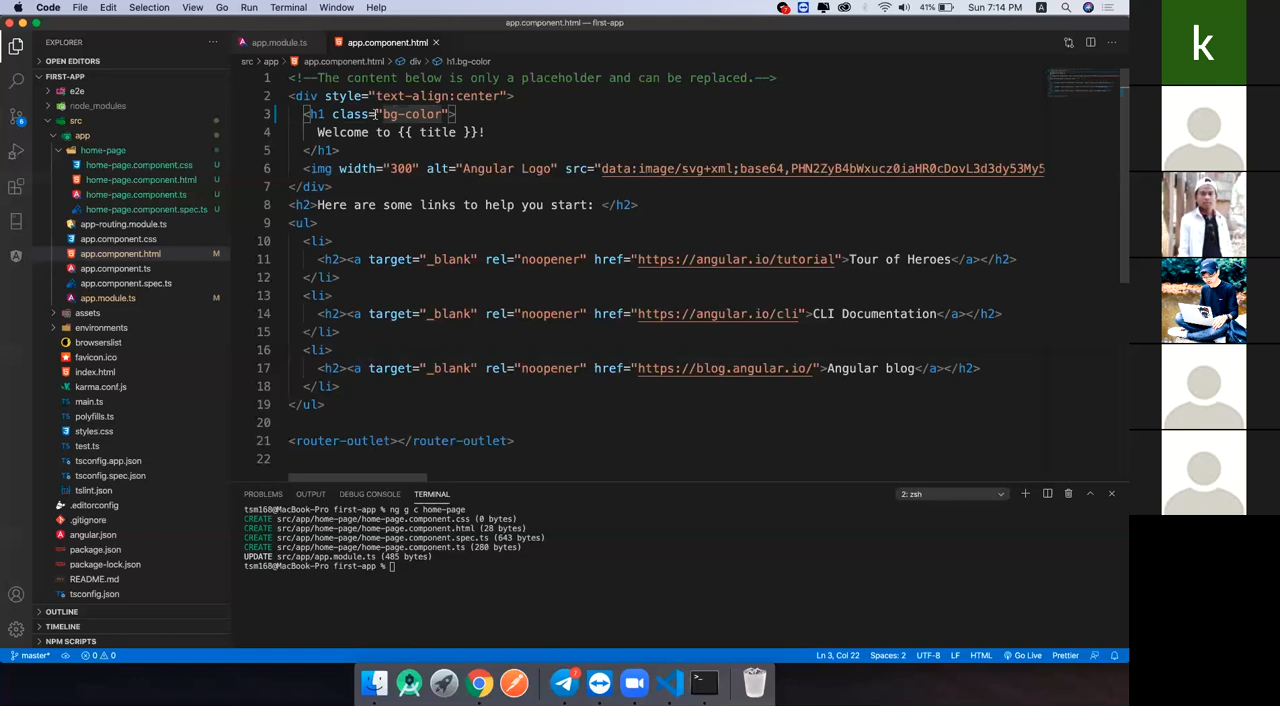 Code File Edit Selection View Go Run Terminal Window Help
41% Sun 7:14 PM A
app.component.html — first-app
EXPLORER
OPEN EDITORS
FIRST-APP
e2e
node_modules
src
app
home-page
home-page.component.css U
home-page.component.html U
home-page.component.ts U
home-page.component.spec.ts U
app-routing.module.ts
app.component.css
app.component.html M
app.component.ts
app.component.spec.ts
app.module.ts M
assets
environments
browserslist
favicon.ico
index.html
karma.conf.js
main.ts
polyfills.ts
styles.css
test.ts
tsconfig.app.json
tsconfig.spec.json
tslint.json
.editorconfig
.gitignore
angular.json
package.json
package-lock.json
README.md
tsconfig.json
OUTLINE
TIMELINE
NPM SCRIPTS
app.module.ts app.component.html
src > app > app.component.html > div > h1.bg-color
1 <!--The content below is only a placeholder and can be replaced.-->
2 <div style="text-align:center">
3 <h1 class="bg-color">
4 Welcome to {{ title }}!
5 </h1>
6 <img width="300" alt="Angular Logo" src="data:image/svg+xml;base64,PHN2ZyB4bWxucz0iaHR0cDovL3d3dy53My5
7 </div>
8 <h2>Here are some links to help you start: </h2>
9 <ul>
10 <li>
11 <h2><a target="_blank" rel="noopener" href="https://angular.io/tutorial">Tour of Heroes</a></h2>
12 </li>
13 <li>
14 <h2><a target="_blank" rel="noopener" href="https://angular.io/cli">CLI Documentation</a></h2>
15 </li>
16 <li>
17 <h2><a target="_blank" rel="noopener" href="https://blog.angular.io/">Angular blog</a></h2>
18 </li>
19 </ul>
20
21 <router-outlet></router-outlet>
22
PROBLEMS OUTPUT DEBUG CONSOLE TERMINAL 2: zsh
tsm168@MacBook-Pro first-app % ng g c home-page
CREATE src/app/home-page/home-page.component.css (0 bytes)
CREATE src/app/home-page/home-page.component.html (28 bytes)
CREATE src/app/home-page/home-page.component.spec.ts (643 bytes)
CREATE src/app/home-page/home-page.component.ts (280 bytes)
UPDATE src/app/app.module.ts (485 bytes)
tsm168@MacBook-Pro first-app %
master* 0 0 Ln 3, Col 22 Spaces: 2 UTF-8 LF HTML Go Live Prettier
k